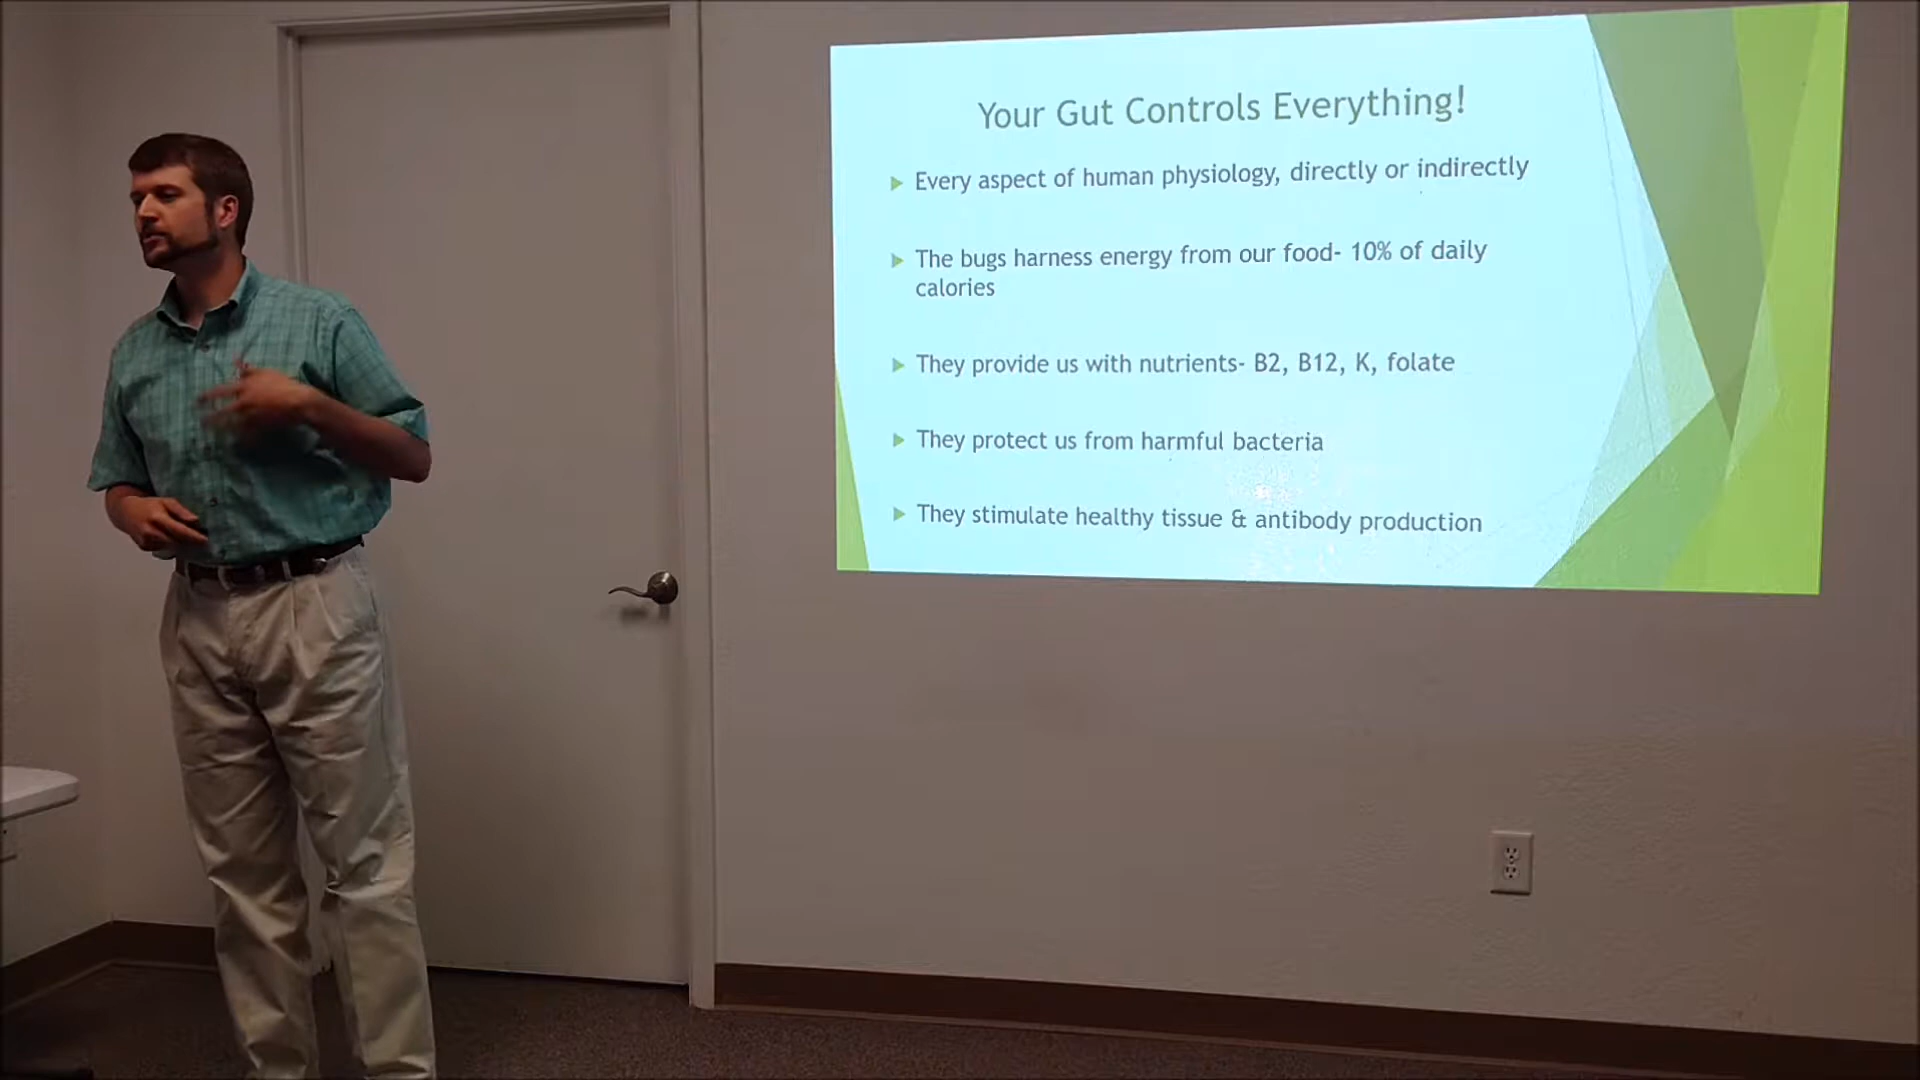 Your Gut Controls Everything!
Every aspect of human physiology, directly or indirectly
The bugs harness energy from our food- 10% of daily
calories
They provide us with nutrients- B2, B12, K, folate
They protect us from harmful bacteria
They stimulate healthy tissue & antibody production